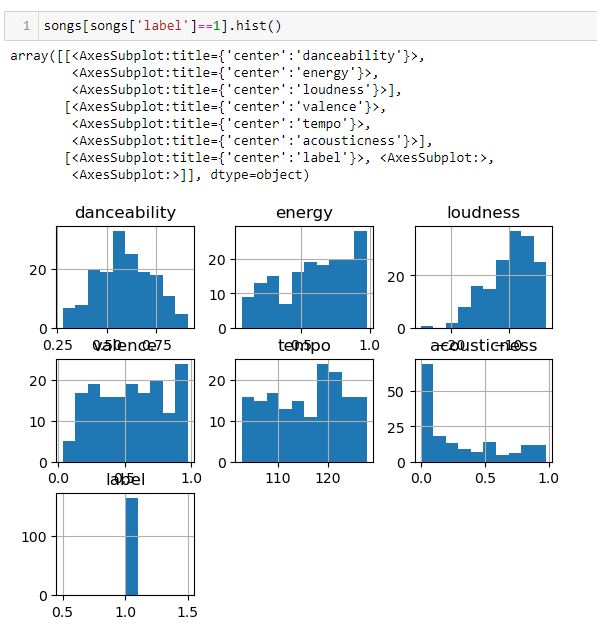 1 songs[songs['label']==1].hist()
array([[<AxesSubplot:title={'center':'danceability'}>,
<AxesSubplot:title={'center':'energy'}>,
<AxesSubplot:title={'center':'loudness'}>],
[<AxesSubplot:title={'center':'valence'}>,
<AxesSubplot:title={'center':'tempo'}>,
<AxesSubplot:title={'center':'acousticness'}>],
[<AxesSubplot:title={'center':'label'}>, <AxesSubplot:>,
<AxesSubplot:>]], dtype=object)
danceability energy loudness
20 20 20
0 10 0
0
0.25 0.50 0.75 0.5 1.0 −20 −10
valence tempo acousticness
20 20 50
10 10 25
0 0 0
0.0 0.5 1.0 110 120 0.0 0.5 1.0
label
100
0
0.5 1.0 1.5